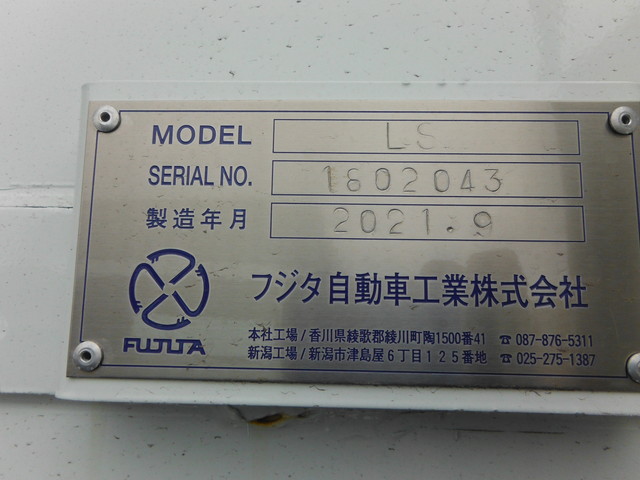 MODEL LS
SERIAL NO. 1602043
製造年月 2021.9
フジタ自動車工業株式会社
FUJITA
本社工場/香川県綾歌郡綾川町陶1500番41 ☎087-876-5311
新潟工場/新潟市津島屋6丁目125番地 ☎025-275-1387